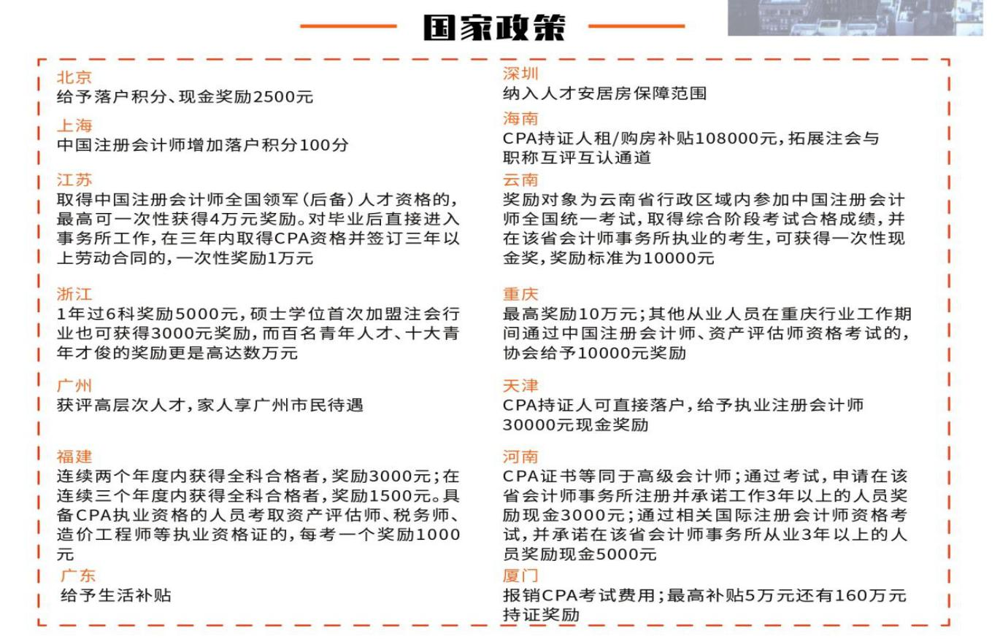 国家政策
北京
给予落户积分、现金奖励2500元
上海
中国注册会计师增加落户积分100分
江苏
取得中国注册会计师全国领军(后备)人才资格的,
最高可一次性获得4万元奖励。对毕业后直接进入
事务所工作,在三年内取得CPA资格并签订三年以
上劳动合同的,一次性奖励1万元
浙江
1年过6科奖励5000元,硕士学位首次加盟注会行
业也可获得3000元奖励,而百名青年人才、十大青
年才俊的奖励更是高达数万元
广州
获评高层次人才,家人享广州市民待遇
福建
连续两个年度内获得全科合格者,奖励3000元;在
连续三个年度内获得全科合格者,奖励1500元。具
备CPA执业资格的人员考取资产评估师、税务师、
造价工程师等执业资格证的,每考一个奖励1000
元
广东
给予生活补贴
深圳
纳入人才安居房保障范围
海南
CPA持证人租/购房补贴108000元,拓展注会与
职称互评互认通道
云南
奖励对象为云南省行政区域内参加中国注册会计
师全国统一考试,取得综合阶段考试合格成绩,并
在该省会计师事务所执业的考生,可获得一次性现
金奖,奖励标准为10000元
重庆
最高奖励10万元;其他从业人员在重庆行业工作期
间通过中国注册会计师、资产评估师资格考试的,
协会给予10000元奖励
天津
CPA持证人可直接落户,给予执业注册会计师
30000元现金奖励
河南
CPA证书等同于高级会计师;通过考试,申请在该
省会计师事务所注册并承诺工作3年以上的人员奖
励现金3000元;通过相关国际注册会计师资格考
试,并承诺在该省会计师事务所从业3年以上的人
员奖励现金5000元
厦门
报销CPA考试费用;最高补贴5万元还有160万元
持证奖励